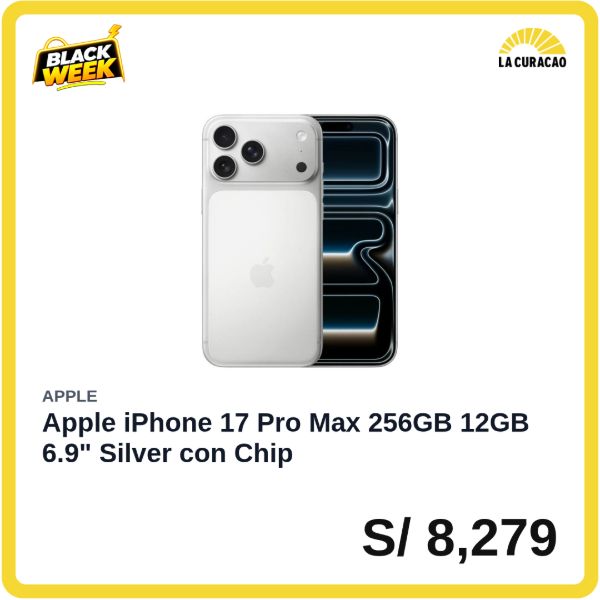 BLACK
WEEK
LA CURACAO
APPLE
Apple iPhone 17 Pro Max 256GB 12GB
6.9" Silver con Chip
S/ 8,279